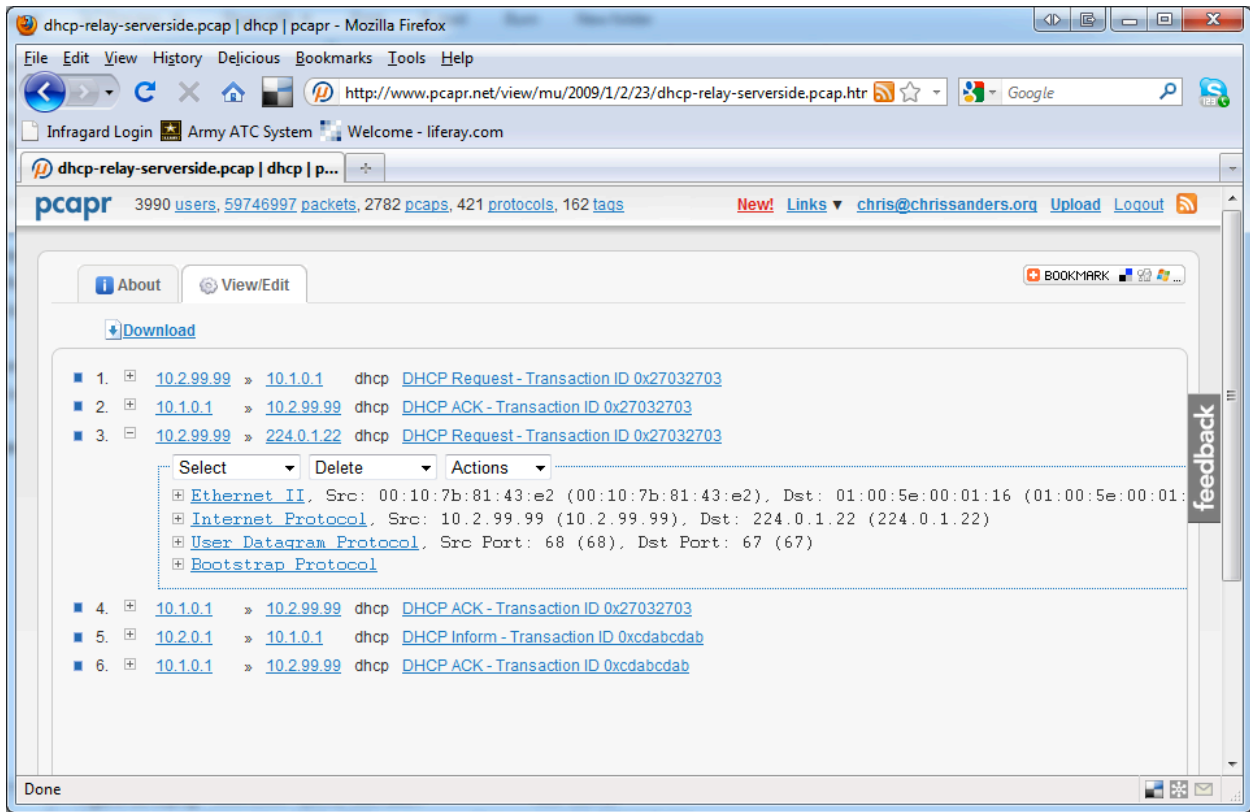 dhcp-relay-serverside.pcap | dhcp | pcapr - Mozilla Firefox
File Edit View History Delicious Bookmarks Tools Help
http://www.pcapr.net/view/mu/2009/1/2/23/dhcp-relay-serverside.pcap.htr Google
Infragard Login Army ATC System Welcome - liferay.com
dhcp-relay-serverside.pcap | dhcp | p...
pcapr 3990 users, 59746997 packets, 2782 pcaps, 421 protocols, 162 tags New! Links ▼ chris@chrissanders.org Upload Logout
About View/Edit BOOKMARK ...
Download
1. 10.2.99.99 » 10.1.0.1 dhcp DHCP Request - Transaction ID 0x27032703
2. 10.1.0.1 » 10.2.99.99 dhcp DHCP ACK - Transaction ID 0x27032703
3. 10.2.99.99 » 224.0.1.22 dhcp DHCP Request - Transaction ID 0x27032703
Select Delete Actions
Ethernet II, Src: 00:10:7b:81:43:e2 (00:10:7b:81:43:e2), Dst: 01:00:5e:00:01:16 (01:00:5e:00:01:
Internet Protocol, Src: 10.2.99.99 (10.2.99.99), Dst: 224.0.1.22 (224.0.1.22)
User Datagram Protocol, Src Port: 68 (68), Dst Port: 67 (67)
Bootstrap Protocol
4. 10.1.0.1 » 10.2.99.99 dhcp DHCP ACK - Transaction ID 0x27032703
5. 10.2.0.1 » 10.1.0.1 dhcp DHCP Inform - Transaction ID 0xcdabcdab
6. 10.1.0.1 » 10.2.99.99 dhcp DHCP ACK - Transaction ID 0xcdabcdab
feedback
Done